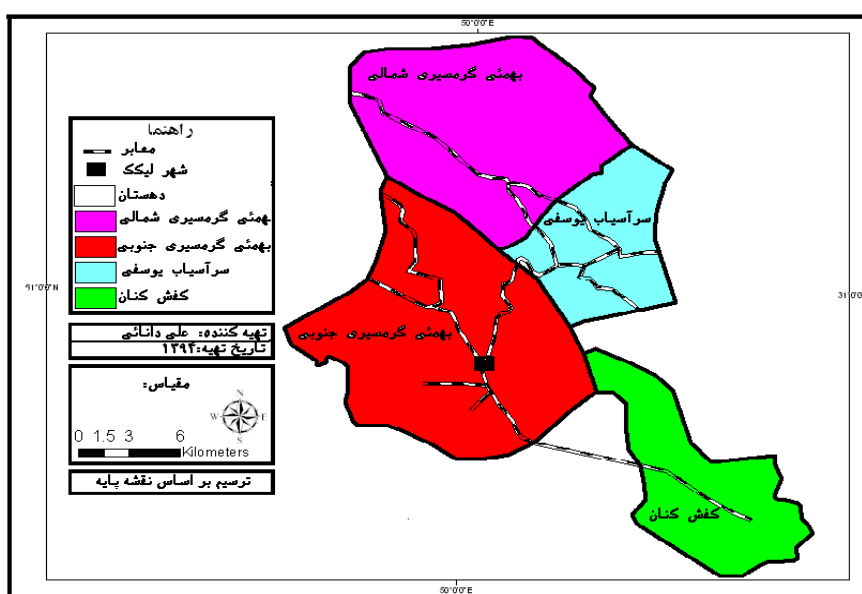 50°0'0"E
بهمئی گرمسیری شمالی
راهنما
معابر
شهر لیکک
دهستان
بهمئی گرمسیری شمالی
بهمئی گرمسیری جنوبی
سرآسیاب یوسفی
کفش کنان
سرآسیاب یوسفی
31°0'0"N
31°0'0"
تهیه کننده: علی دانائی
تاریخ تهیه:۱۳۹۴
بهمئی گرمسیری جنوبی
مقیاس:
N
W E
S
0 1.5 3 6
Kilometers
ترسیم بر اساس نقشه پایه
کفش کنان
50°0'0"E